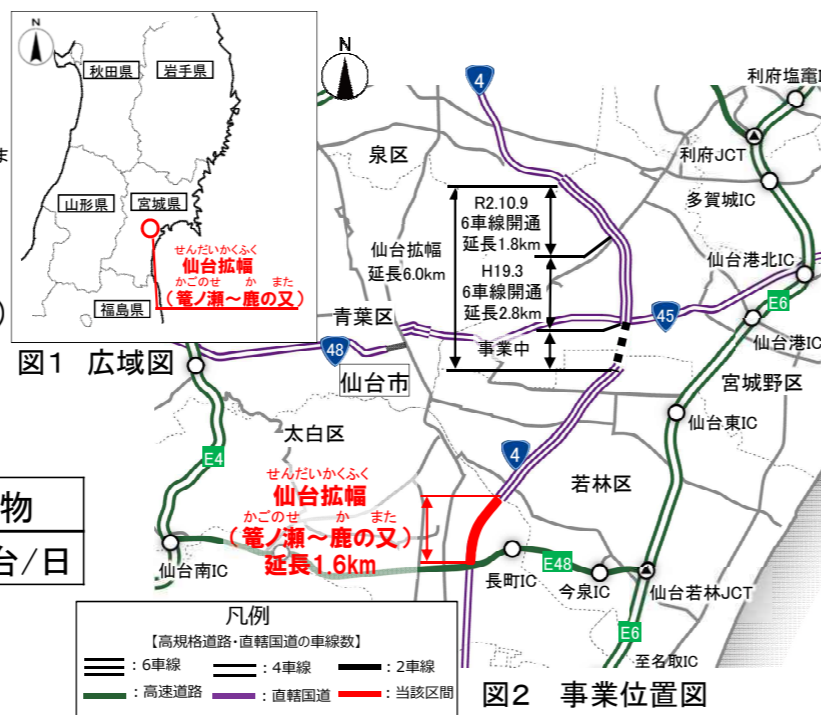 N
秋田県
岩手県
山形県
宮城県
せんだいかくふく
仙台拡幅
かごのせ か また
(篭ノ瀬～鹿の又)
福島県
図1 広域図
ま
)
物
台/日
N
4
泉区
利府塩竈I
利府JCT
多賀城IC
R2.10.9
6車線開通
延長1.8km
仙台拡幅
延長6.0km
H19.3
6車線開通
延長2.8km
仙台港北IC
E6
45
青葉区
事業中
仙台港IC
48
仙台市
宮城野区
仙台東IC
太白区
4
E4
せんだいかくふく
仙台拡幅
かごのせ か また
(篭ノ瀬～鹿の又)
延長1.6km
若林区
仙台南IC
長町IC
E48
今泉IC
仙台若林JCT
E6
至名取IC
凡例
【高規格道路・直轄国道の車線数】
：6車線 ：4車線 ：2車線
：高速道路 ：直轄国道 ：当該区間
図2 事業位置図